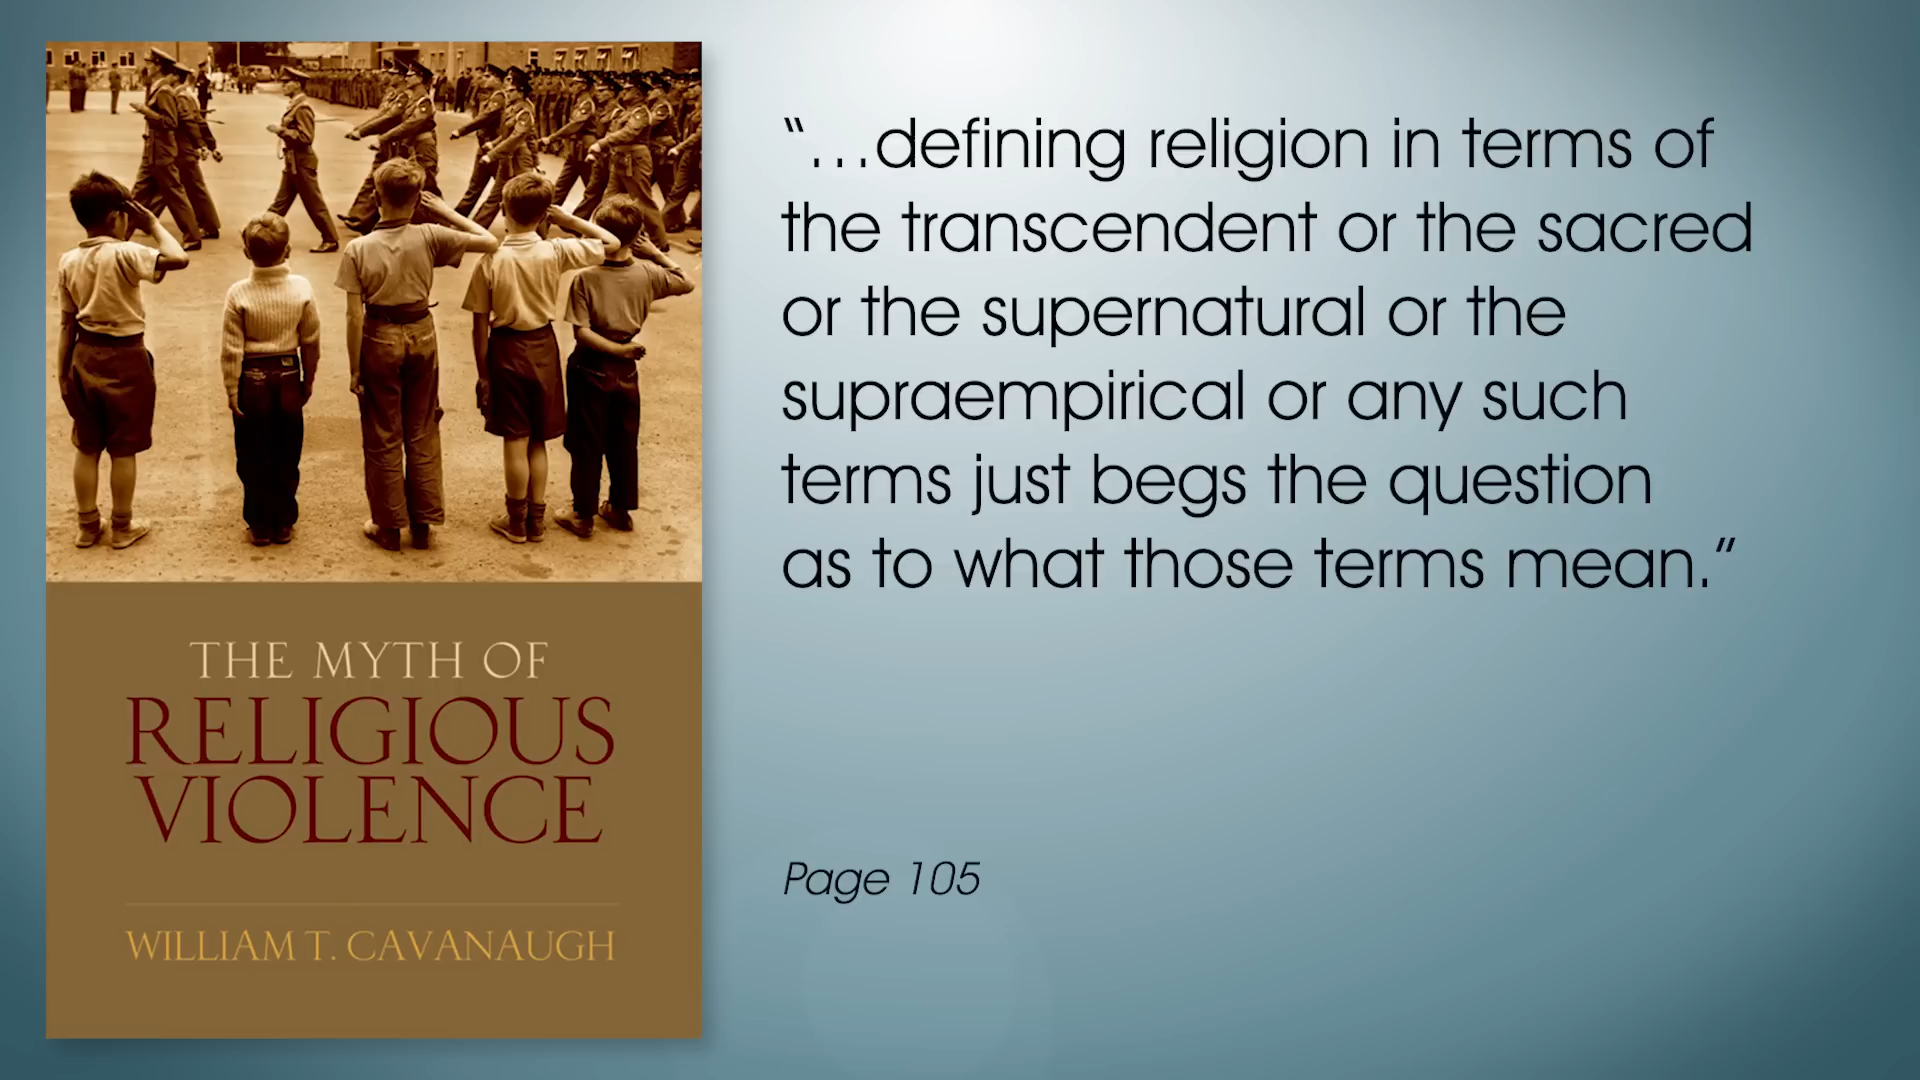 THE MYTH OF
RELIGIOUS
VIOLENCE
WILLIAM T. CAVANAUGH
“…defining religion in terms of
the transcendent or the sacred
or the supernatural or the
supraempirical or any such
terms just begs the question
as to what those terms mean.”
Page 105